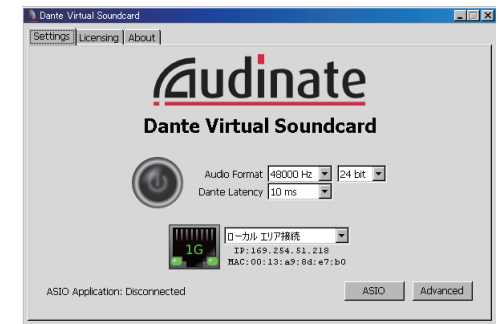 Dante Virtual Soundcard
Settings Licensing About
Audinate
Dante Virtual Soundcard
Audio Format 48000 Hz 24 bit
Dante Latency 10 ms
ローカル エリア接続
1G
IP:169.254.51.218
MAC:00:13:a9:8d:e7:b0
ASIO Application: Disconnected ASIO Advanced